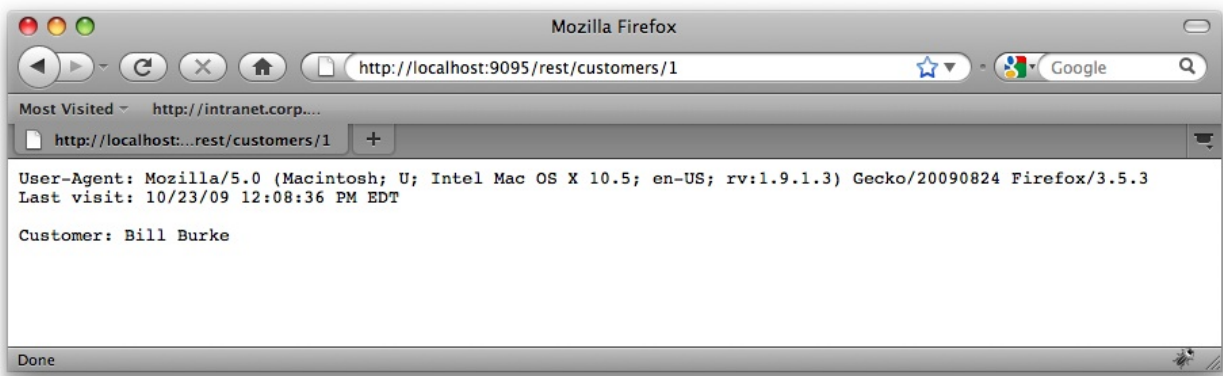 Mozilla Firefox
http://localhost:9095/rest/customers/1
Google
Most Visited http://intranet.corp....
http://localhost:...rest/customers/1
User-Agent: Mozilla/5.0 (Macintosh; U; Intel Mac OS X 10.5; en-US; rv:1.9.1.3) Gecko/20090824 Firefox/3.5.3
Last visit: 10/23/09 12:08:36 PM EDT
Customer: Bill Burke
Done